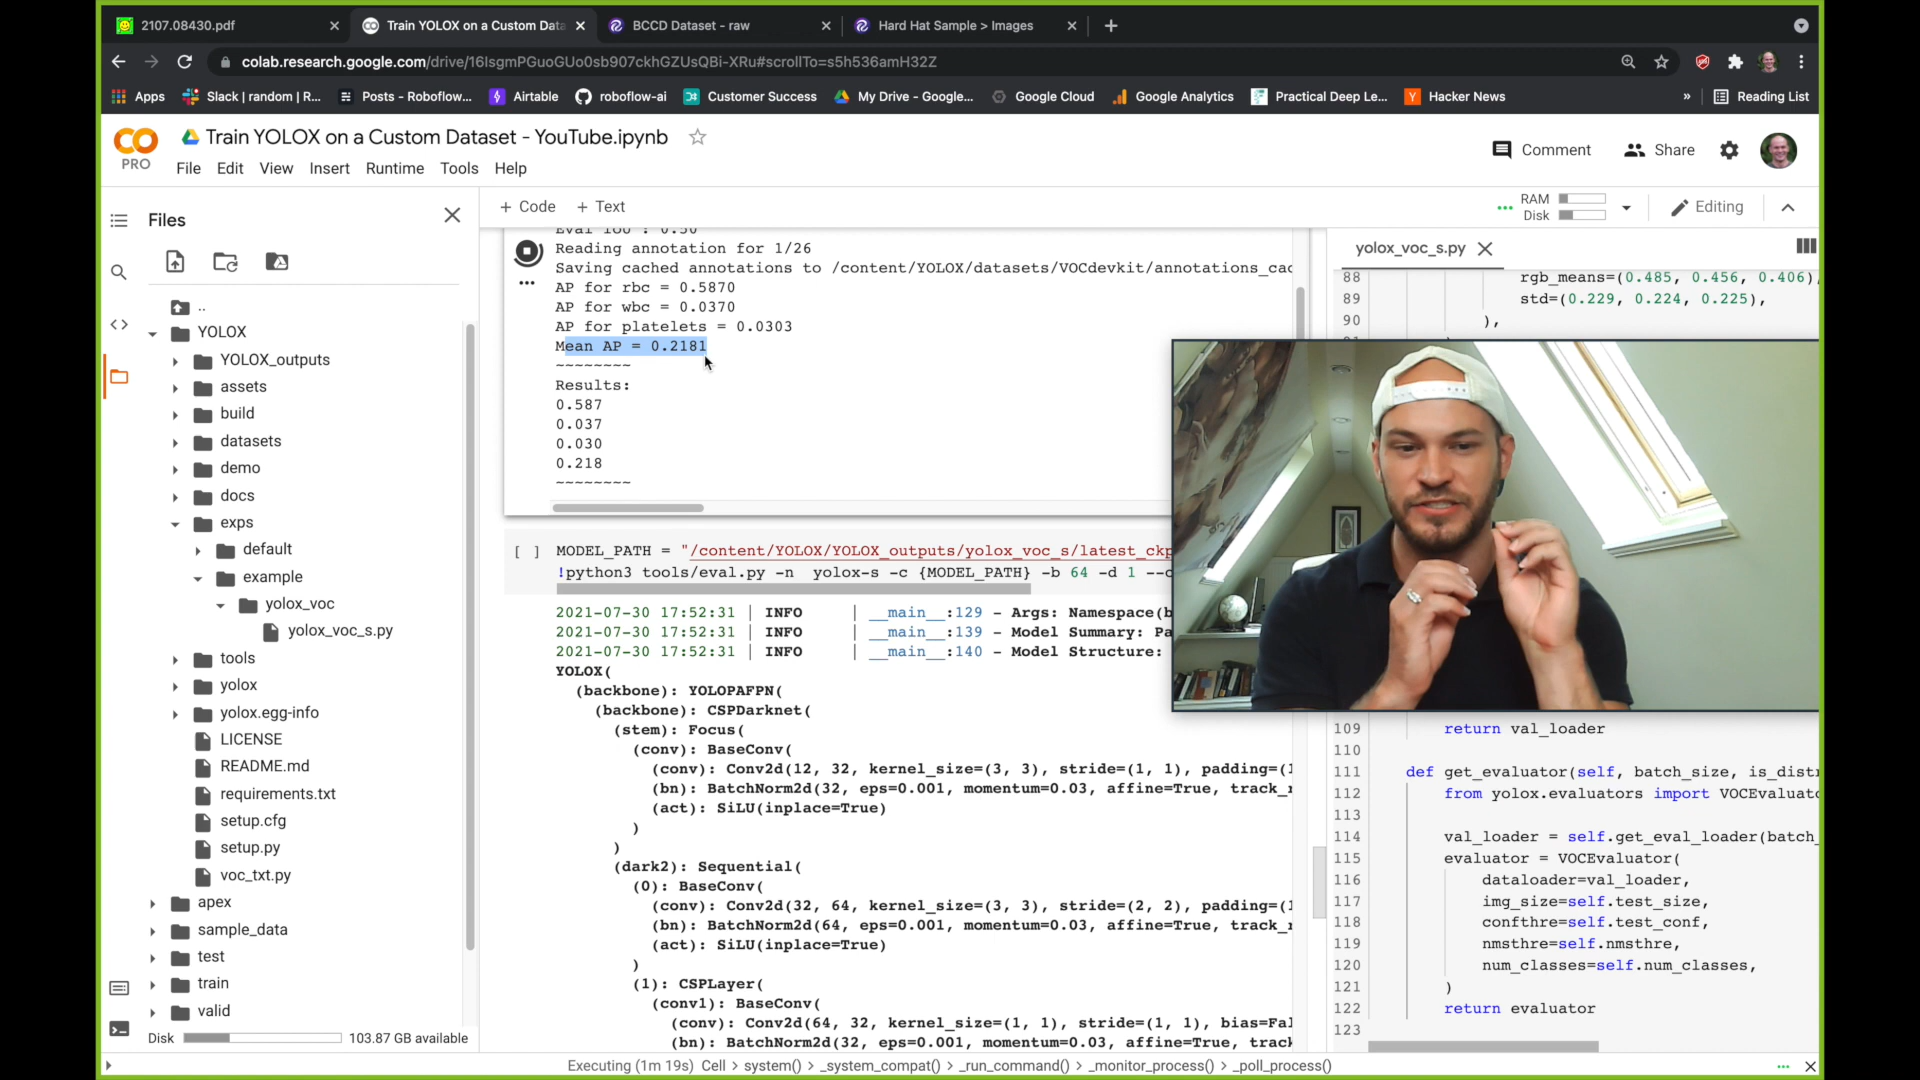 2107.08430.pdf
Train YOLOX on a Custom Data
BCCD Dataset - raw
Hard Hat Sample > Images
colab.research.google.com/drive/16IsgmPGuoGUo0sb907ckhGZUsQBi-XRu#scrollTo=s5h536amH32Z
Apps
Slack | random | R...
Posts - Roboflow...
Airtable
roboflow-ai
Customer Success
My Drive - Google...
Google Cloud
Google Analytics
Practical Deep Le...
Hacker News
»
Reading List
CO
PRO
Train YOLOX on a Custom Dataset - YouTube.ipynb
File Edit View Insert Runtime Tools Help
Comment
Share
Files
+ Code + Text
RAM
Disk
Editing
..
YOLOX
YOLOX_outputs
assets
build
datasets
demo
docs
exps
default
example
yolox_voc
yolox_voc_s.py
tools
yolox
yolox.egg-info
LICENSE
README.md
requirements.txt
setup.cfg
setup.py
voc_txt.py
apex
sample_data
test
train
valid
Disk 103.87 GB available
Eval IoU : 0.50
Reading annotation for 1/26
Saving cached annotations to /content/YOLOX/datasets/VOCdevkit/annotations_cac
AP for rbc = 0.5870
AP for wbc = 0.0370
AP for platelets = 0.0303
Mean AP = 0.2181
~~~~~~~~
Results:
0.587
0.037
0.030
0.218
~~~~~~~~
[ ] MODEL_PATH = "/content/YOLOX/YOLOX_outputs/yolox_voc_s/latest_ckp
!python3 tools/eval.py -n yolox-s -c {MODEL_PATH} -b 64 -d 1 --c
2021-07-30 17:52:31 | INFO | __main__:129 - Args: Namespace(b
2021-07-30 17:52:31 | INFO | __main__:139 - Model Summary: Pa
2021-07-30 17:52:31 | INFO | __main__:140 - Model Structure:
YOLOX(
(backbone): YOLOPAFPN(
(backbone): CSPDarknet(
(stem): Focus(
(conv): BaseConv(
(conv): Conv2d(12, 32, kernel_size=(3, 3), stride=(1, 1), padding=(1
(bn): BatchNorm2d(32, eps=0.001, momentum=0.03, affine=True, track_r
(act): SiLU(inplace=True)
)
)
(dark2): Sequential(
(0): BaseConv(
(conv): Conv2d(32, 64, kernel_size=(3, 3), stride=(2, 2), padding=(1
(bn): BatchNorm2d(64, eps=0.001, momentum=0.03, affine=True, track_r
(act): SiLU(inplace=True)
)
(1): CSPLayer(
(conv1): BaseConv(
(conv): Conv2d(64, 32, kernel_size=(1, 1), stride=(1, 1), bias=Fal
(bn): BatchNorm2d(32, eps=0.001, momentum=0.03, affine=True, track
yolox_voc_s.py
88 rgb_means=(0.485, 0.456, 0.406),
89 std=(0.229, 0.224, 0.225),
90 ),
109 return val_loader
110
111 def get_evaluator(self, batch_size, is_distr
112 from yolox.evaluators import VOCEvaluato
113
114 val_loader = self.get_eval_loader(batch_
115 evaluator = VOCEvaluator(
116 dataloader=val_loader,
117 img_size=self.test_size,
118 confthre=self.test_conf,
119 nmsthre=self.nmsthre,
120 num_classes=self.num_classes,
121 )
122 return evaluator
123
Executing (1m 19s) Cell > system() > _system_compat() > _run_command() > _monitor_process() > _poll_process()